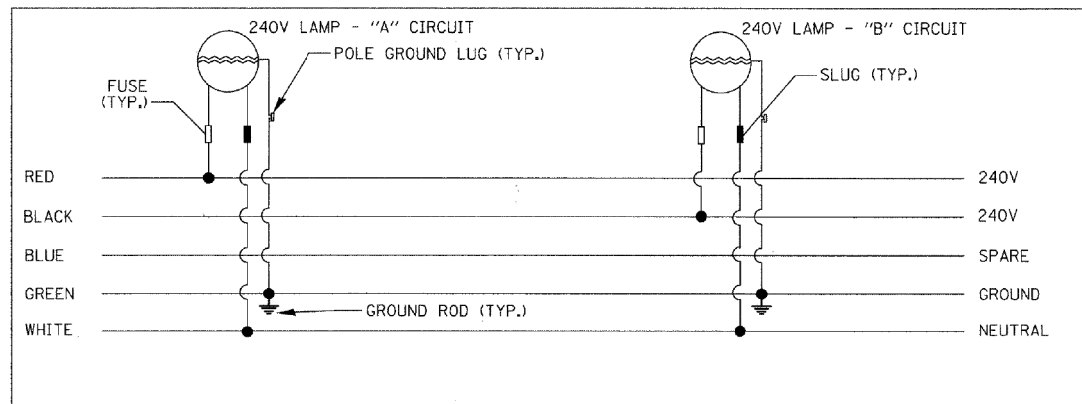 240V LAMP - "A" CIRCUIT
240V LAMP - "B" CIRCUIT
POLE GROUND LUG (TYP.)
SLUG (TYP.)
FUSE
(TYP.)
RED
240V
BLACK
240V
BLUE
SPARE
GREEN
GROUND
GROUND ROD (TYP.)
WHITE
NEUTRAL